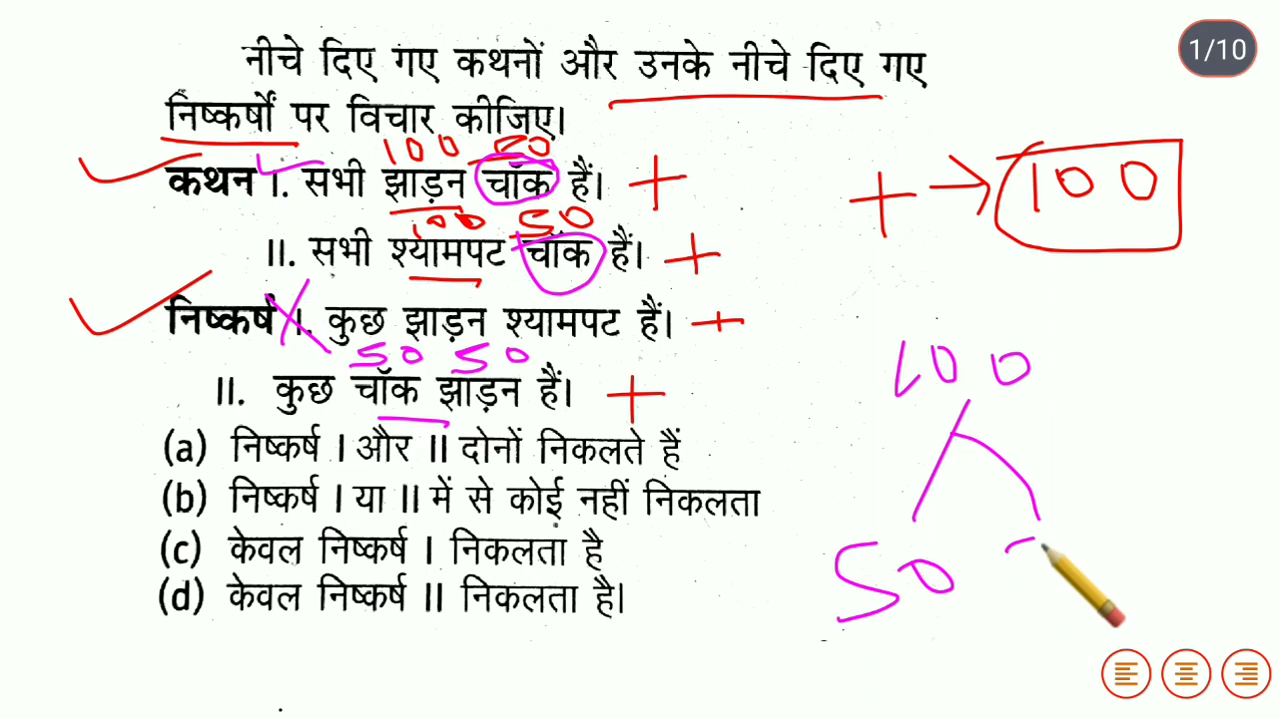 1/10
नीचे दिए गए कथनों और उनके नीचे दिए गए
निष्कर्षों पर विचार कीजिए।
100 50
कथन I. सभी झाड़न चॉक हैं। + + → 100
100 50
II. सभी श्यामपट चॉक हैं। +
निष्कर्ष I. कुछ झाड़न श्यामपट हैं। +
50 50 100
II. कुछ चॉक झाड़न हैं। +
(a) निष्कर्ष I और II दोनों निकलते हैं
(b) निष्कर्ष I या II में से कोई नहीं निकलता
(c) केवल निष्कर्ष I निकलता है
50
(d) केवल निष्कर्ष II निकलता है।